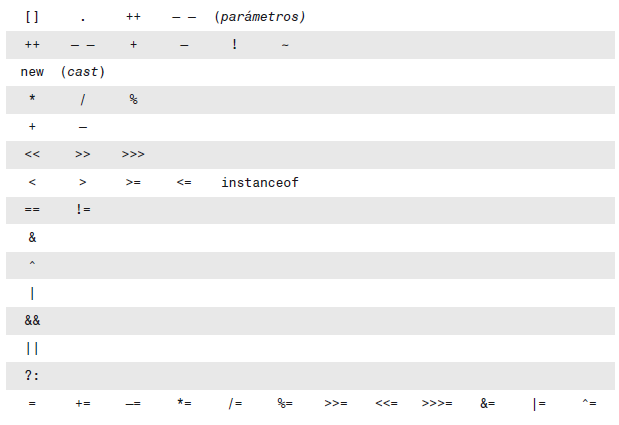 [] . ++ – – (parámetros)
++ – – + – ! ~
new (cast)
* / %
+ –
<< >> >>>
< > >= <= instanceof
== !=
&
^
|
&&
||
?:
= += –= *= /= %= >>= <<= >>>= &= |= ^=